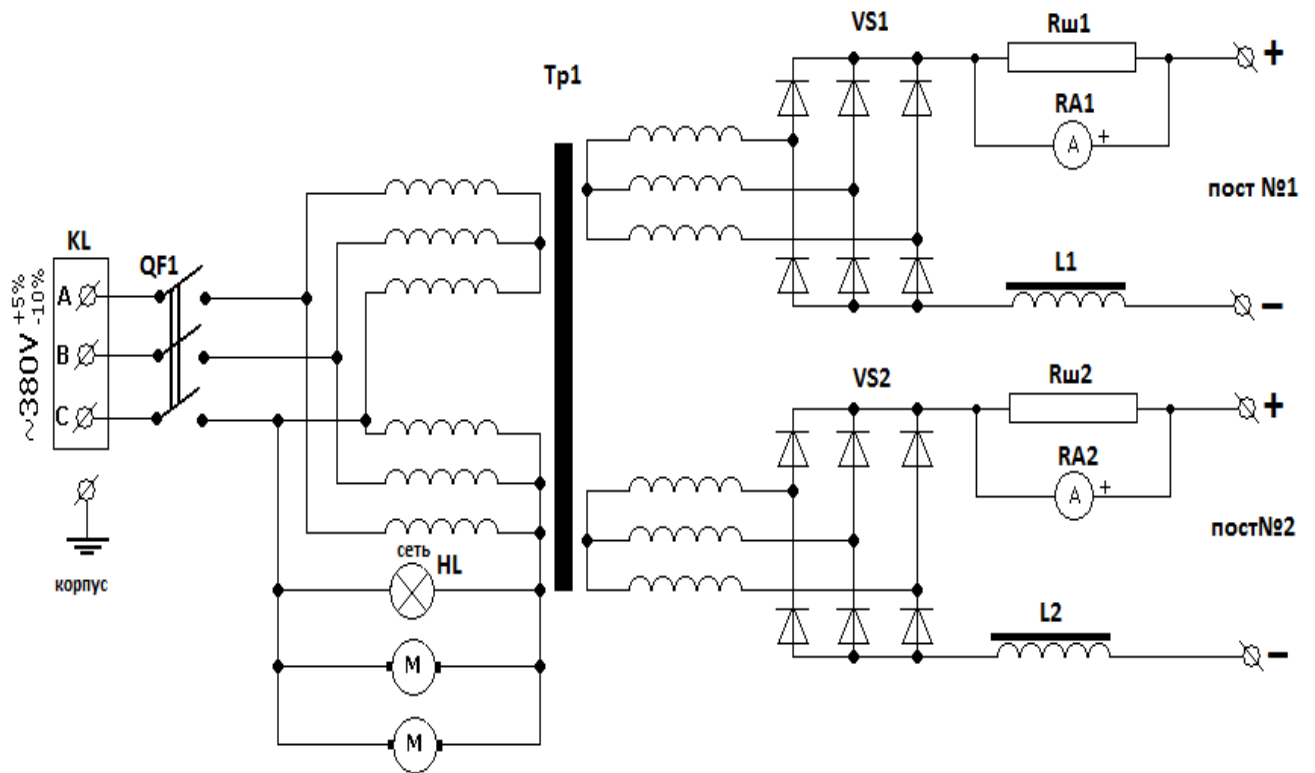 VS1
Rш1
+
Тр1
RA1
A
+
пост №1
KL
QF1
~380V +5% -10%
A
B
C
L1
−
VS2
Rш2
+
RA2
A
+
пост№2
корпус
сеть
HL
M
M
L2
−